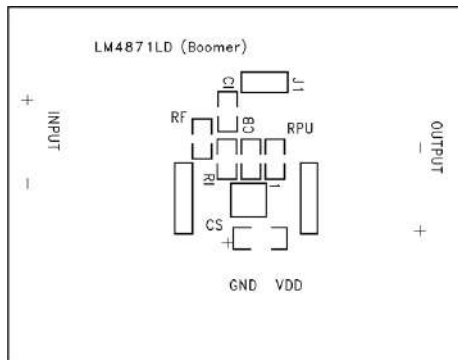 LM4871LD (Boomer)
CI
J1
+
INPUT
-
RF
CB
RPU
OUTPUT
-
+
RI
1
CS
+
GND VDD